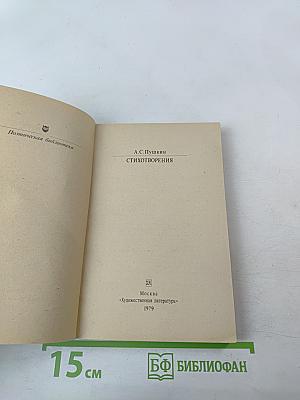 Поэтическая библиотека
А.С.Пушкин
СТИХОТВОРЕНИЯ
Москва
«Художественная литература»
1979
15 см
БФ БИБЛИОФАН